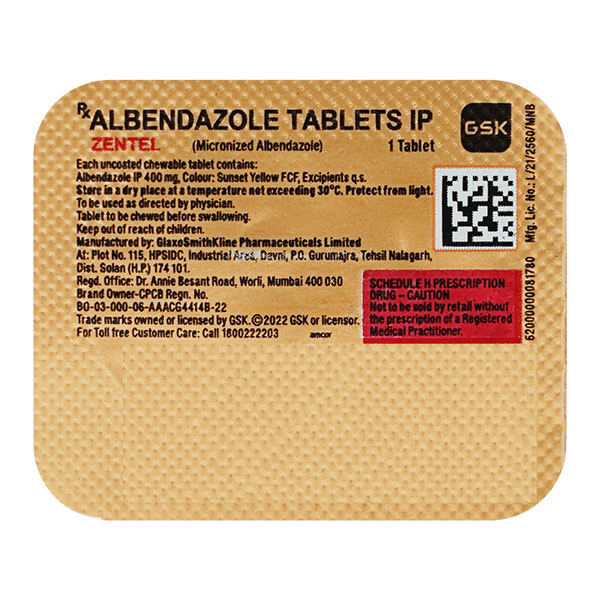 Rx ALBENDAZOLE TABLETS IP
ZENTEL (Micronized Albendazole) 1 Tablet
GSK
Each uncoated chewable tablet contains:
Albendazole IP 400 mg, Colour: Sunset Yellow FCF, Excipients q.s.
Store in a dry place at a temperature not exceeding 30°C. Protect from light.
To be used as directed by physician.
Tablet to be chewed before swallowing.
Keep out of reach of children.
Manufactured by: GlaxoSmithKline Pharmaceuticals Limited
At: Plot No. 115, HPSIDC, Industrial Area, Davni, P.O. Gurumajra, Tehsil Nalagarh,
Dist. Solan (H.P.) 174 101.
Regd. Office: Dr. Annie Besant Road, Worli, Mumbai 400 030
Brand Owner-CPCB Regn. No.
BO-03-000-06-AAACG4414B-22
Trade marks owned or licensed by GSK. ©2022 GSK or licensor.
For Toll free Customer Care: Call 1800222203
amcor
SCHEDULE H PRESCRIPTION
DRUG – CAUTION
Not to be sold by retail without
the prescription of a Registered
Medical Practitioner.
Mfg. Lic. No.: L/21/2560/MNB
62000000081780